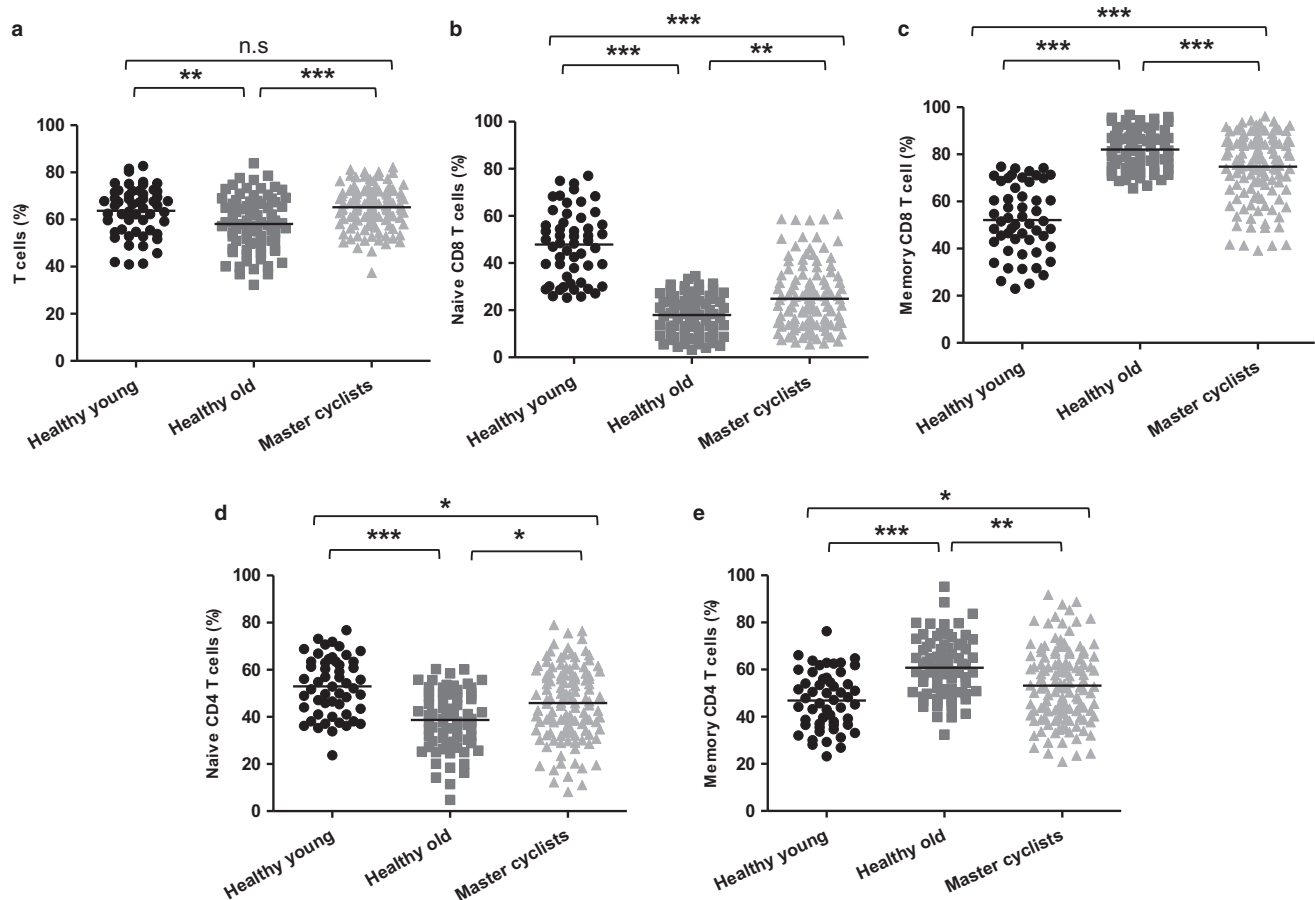 a
n.s
**
***
100
80
60
40
20
0
T cells (%)
Healthy young
Healthy old
Master cyclists
b
***
***
**
100
80
60
40
20
0
Naive CD8 T cells (%)
Healthy young
Healthy old
Master cyclists
c
***
***
***
100
80
60
40
20
0
Memory CD8 T cell (%)
Healthy young
Healthy old
Master cyclists
d
*
***
*
100
80
60
40
20
0
Naive CD4 T cells (%)
Healthy young
Healthy old
Master cyclists
e
*
***
**
100
80
60
40
20
0
Memory CD4 T cells (%)
Healthy young
Healthy old
Master cyclists